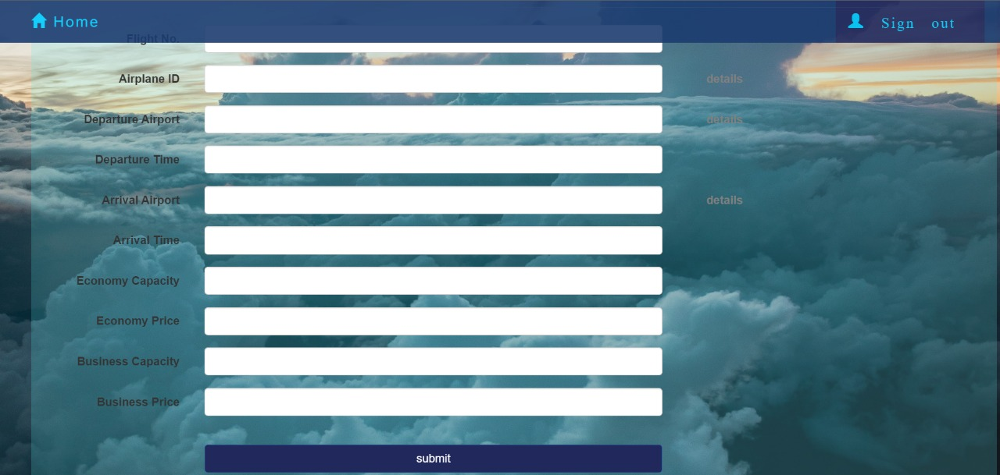 Home
Sign out
Flight No.
Airplane ID
details
Departure Airport
details
Departure Time
Arrival Airport
details
Arrival Time
Economy Capacity
Economy Price
Business Capacity
Business Price
submit